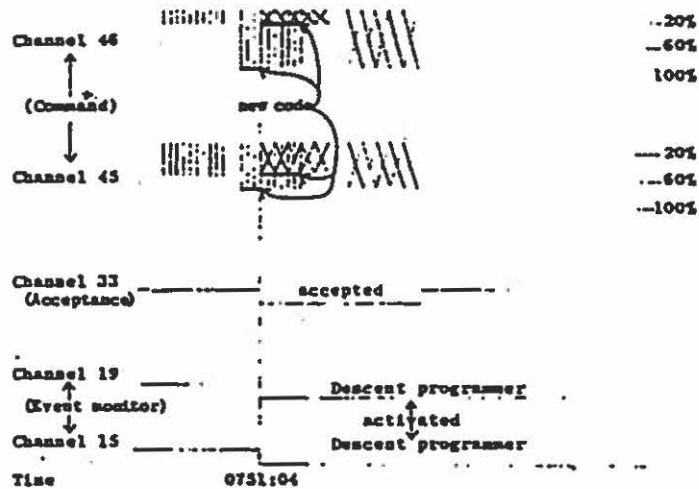 Channel 46
20%
60%
100%
(Command)
new code
Channel 45
20%
60%
100%
Channel 33
(Acceptance)
accepted
Channel 19
(Event monitor)
Channel 15
Descent programmer
activated
Descent programmer
Time 0751:04